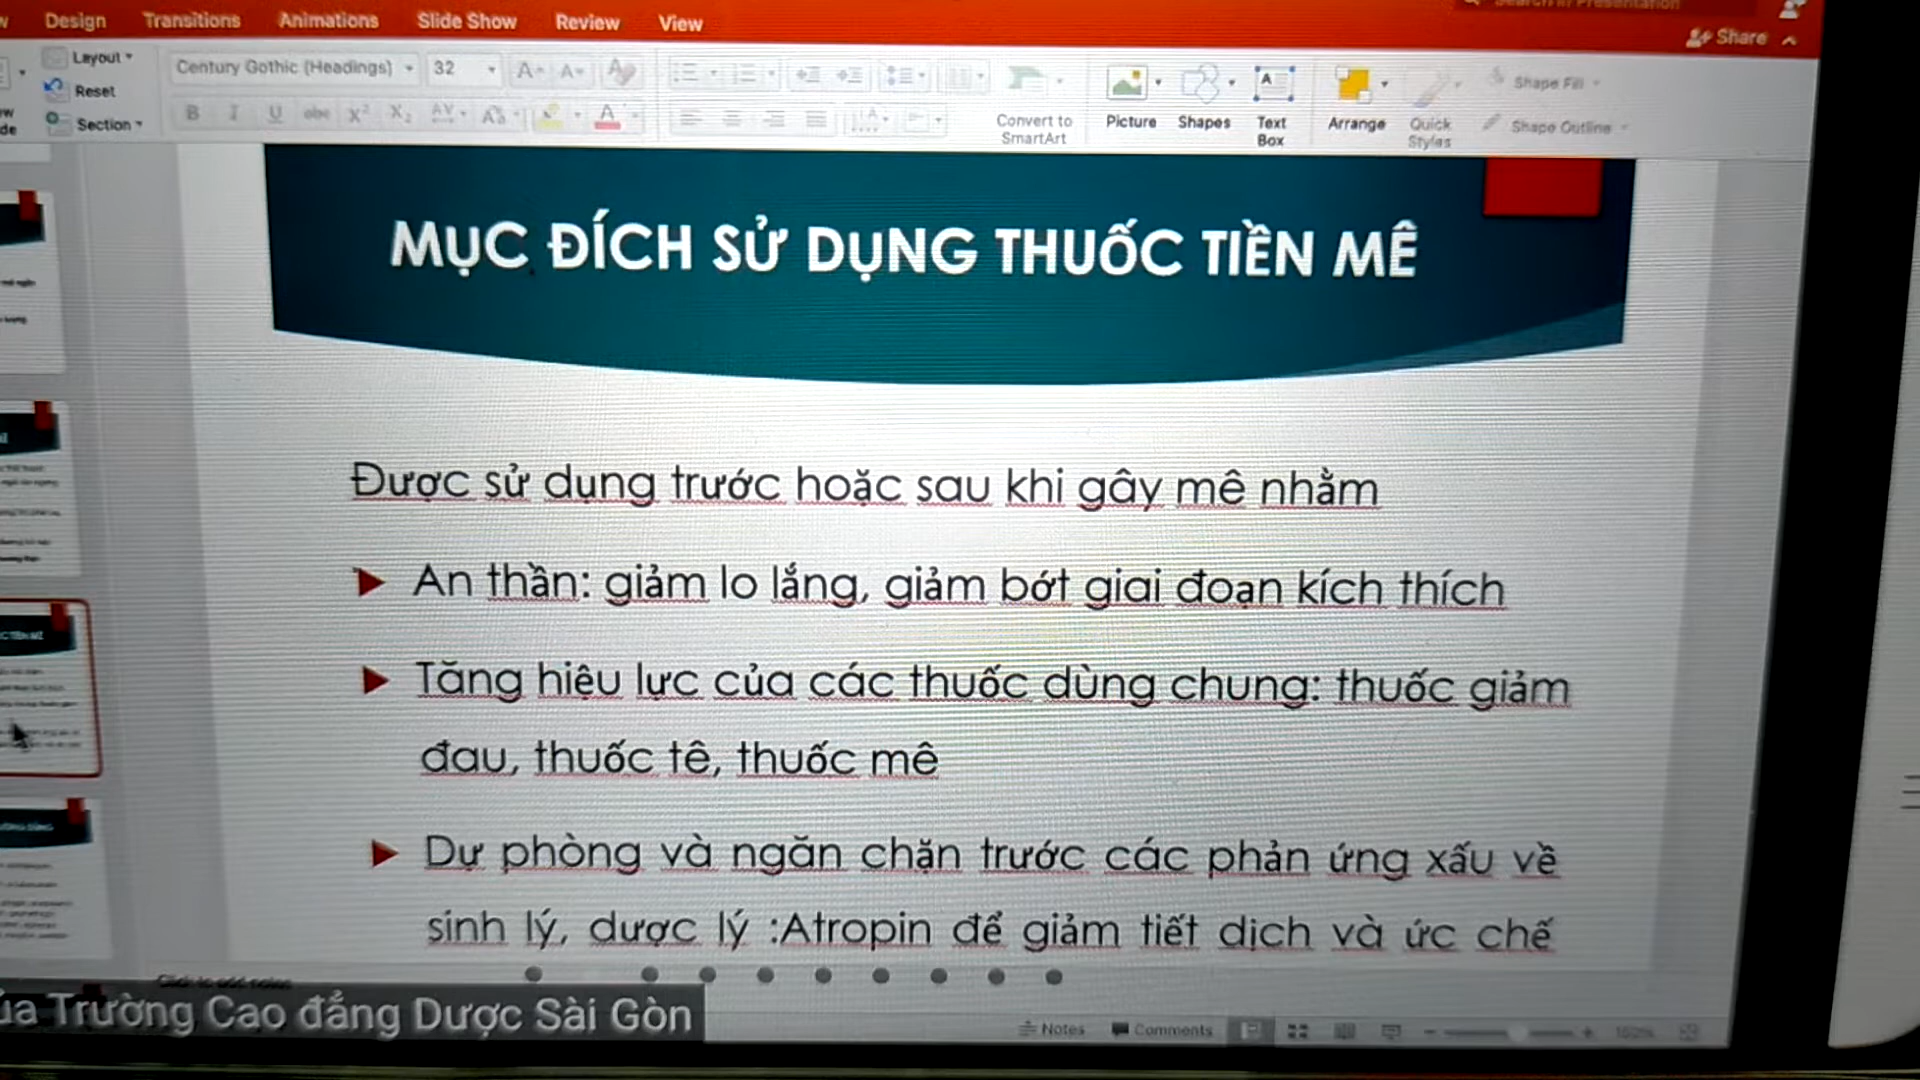 Design Transitions Animations Slide Show Review View
Share
Layout
Reset
Section
Century Gothic (Headings) 32
Convert to SmartArt
Picture Shapes Text Box
Arrange Quick Styles
Shape Fill
Shape Outline
MỤC ĐÍCH SỬ DỤNG THUỐC TIỀN MÊ
Được sử dụng trước hoặc sau khi gây mê nhằm
An thần: giảm lo lắng, giảm bớt giai đoạn kích thích
Tăng hiệu lực của các thuốc dùng chung: thuốc giảm
đau, thuốc tê, thuốc mê
Dự phòng và ngăn chặn trước các phản ứng xấu về
sinh lý, dược lý :Atropin để giảm tiết dịch và ức chế
Trường Cao đẳng Dược Sài Gòn
Notes Comments